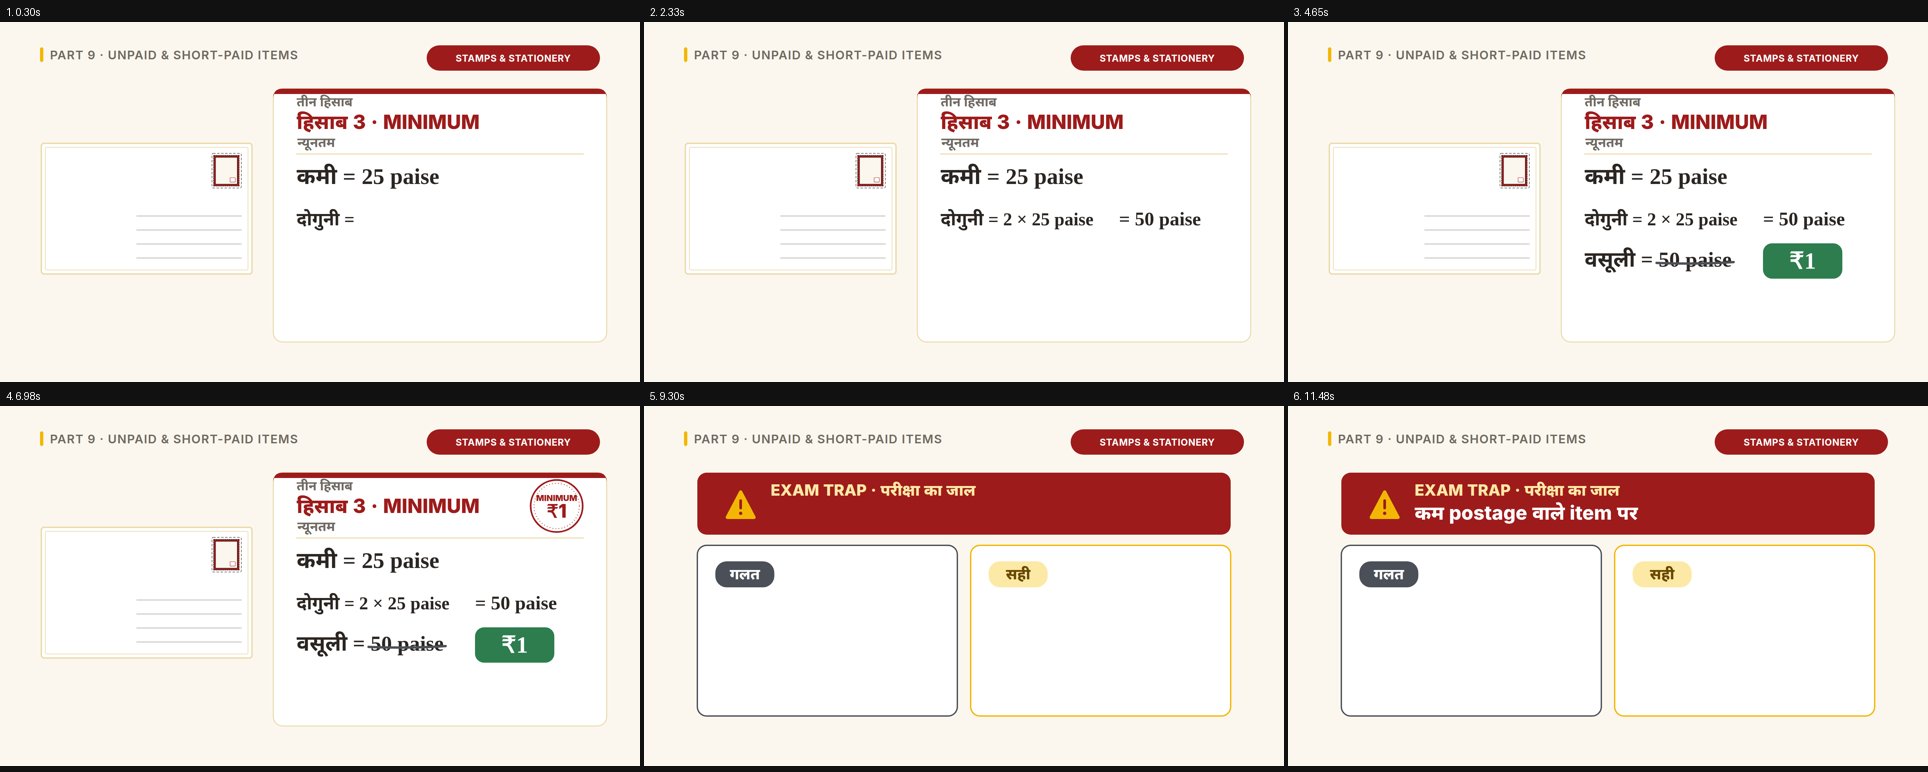 1. 0.30s
PART 9 · UNPAID & SHORT-PAID ITEMS
STAMPS & STATIONERY
तीन हिसाब
हिसाब 3 · MINIMUM
न्यूनतम
कमी = 25 paise
दोगुनी =
2. 2.33s
PART 9 · UNPAID & SHORT-PAID ITEMS
STAMPS & STATIONERY
तीन हिसाब
हिसाब 3 · MINIMUM
न्यूनतम
कमी = 25 paise
दोगुनी = 2 × 25 paise = 50 paise
3. 4.65s
PART 9 · UNPAID & SHORT-PAID ITEMS
STAMPS & STATIONERY
तीन हिसाब
हिसाब 3 · MINIMUM
न्यूनतम
कमी = 25 paise
दोगुनी = 2 × 25 paise = 50 paise
वसूली = 50 paise ₹1
4. 6.98s
PART 9 · UNPAID & SHORT-PAID ITEMS
STAMPS & STATIONERY
तीन हिसाब
हिसाब 3 · MINIMUM
न्यूनतम
MINIMUM
₹1
कमी = 25 paise
दोगुनी = 2 × 25 paise = 50 paise
वसूली = 50 paise ₹1
5. 9.30s
PART 9 · UNPAID & SHORT-PAID ITEMS
STAMPS & STATIONERY
EXAM TRAP · परीक्षा का जाल
गलत
सही
6. 11.48s
PART 9 · UNPAID & SHORT-PAID ITEMS
STAMPS & STATIONERY
EXAM TRAP · परीक्षा का जाल
कम postage वाले item पर
गलत
सही